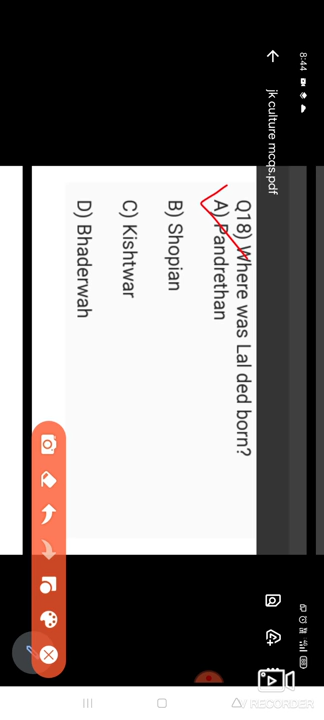 8:44
jk culture mcqs.pdf
Q18) Where was Lal ded born?
A) Pandrethan
B) Shopian
C) Kishtwar
D) Bhaderwah
RECORDER